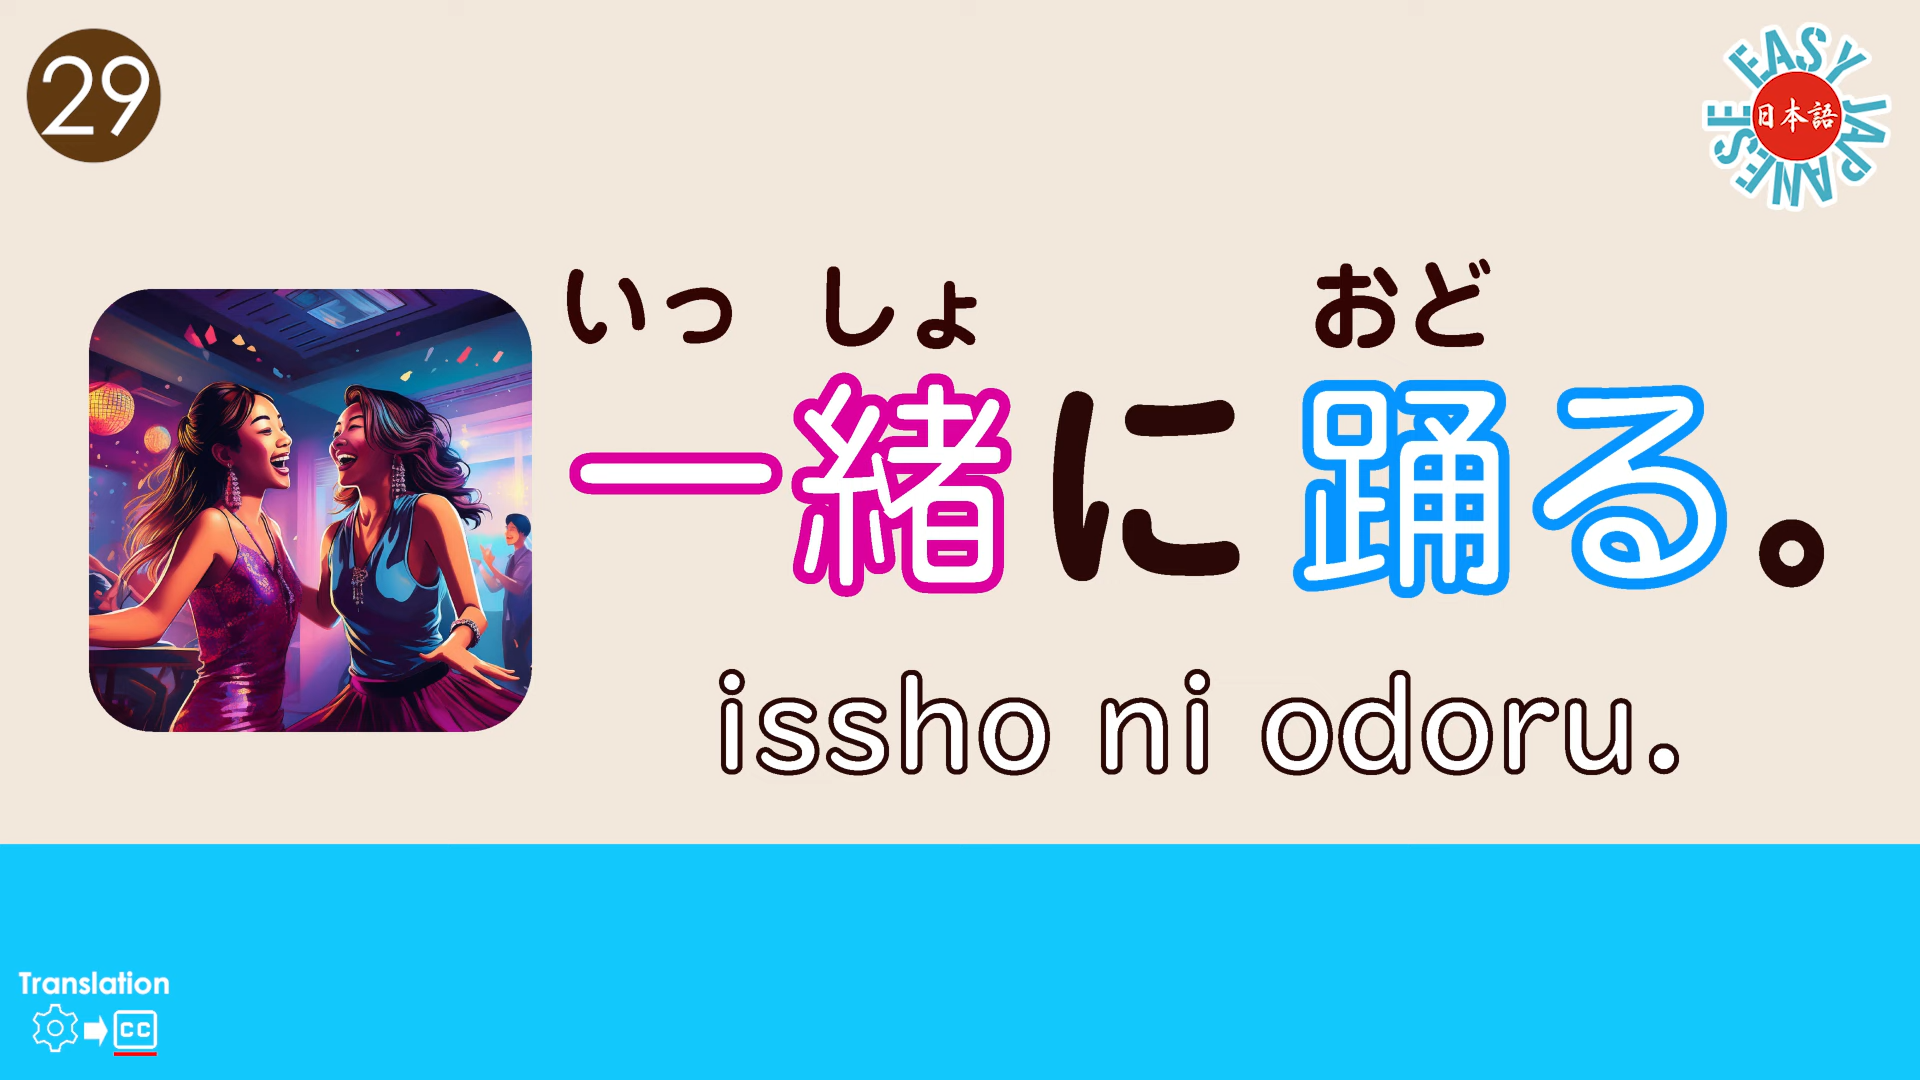 29
EASY JAPANESE
日本語
いっ しょ おど
一緒に踊る。
issho ni odoru.
Translation
CC